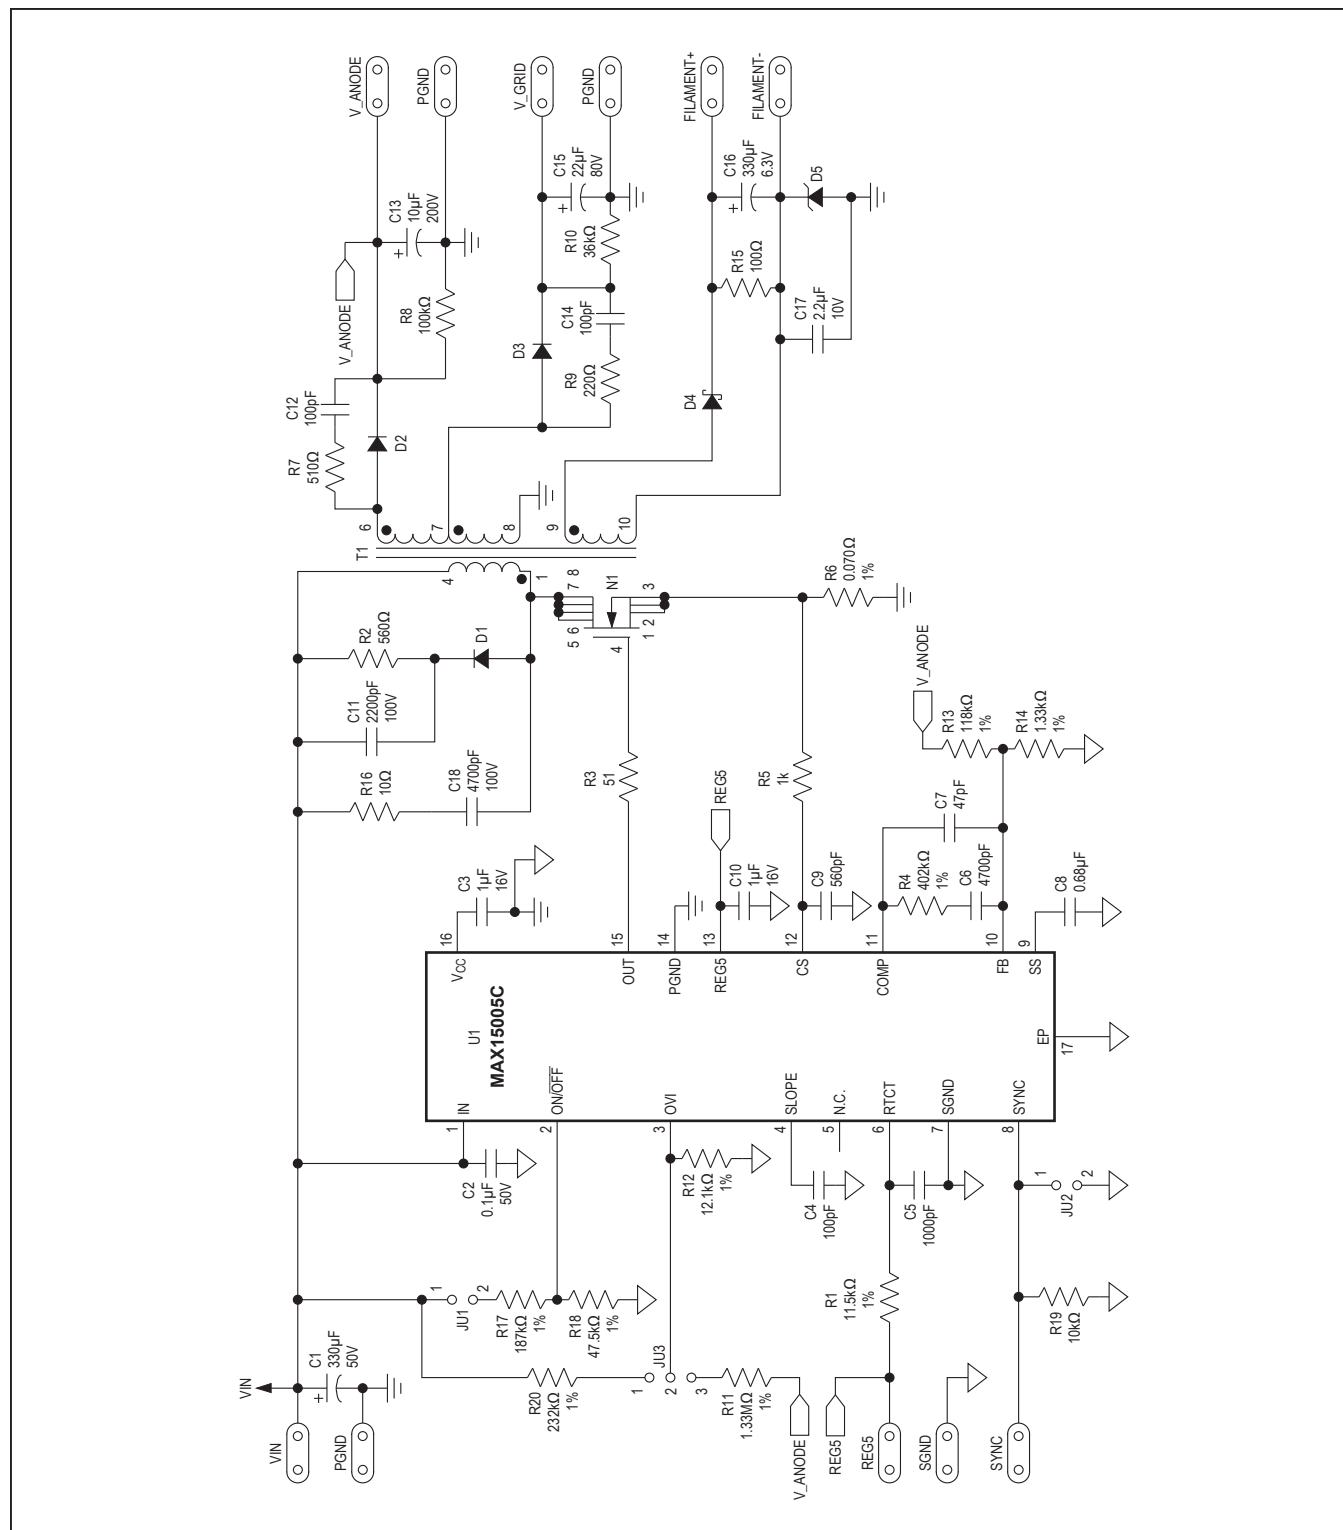 VIN
VIN
PGND
C1
330µF
50V
JU1
1
2
R17
187kΩ
1%
R18
47.5kΩ
1%
R20
232kΩ
1%
JU3
1
2
3
R11
1.33MΩ
1%
V_ANODE
REG5
REG5
SGND
SYNC
R1
11.5kΩ
1%
R19
10kΩ
JU2
1
2
C2
0.1µF
50V
R12
12.1kΩ
1%
C4
100pF
C5
1000pF
1
2
3
4
5
6
7
8
IN
ON/OFF
OVI
SLOPE
N.C.
RTCT
SGND
SYNC
U1
MAX15005C
EP
17
VCC
OUT
PGND
REG5
CS
COMP
FB
SS
16
15
14
13
12
11
10
9
C3
1µF
16V
REG5
C10
1µF
16V
C9
560pF
R4
402kΩ
1%
C6
4700pF
C7
47pF
C8
0.68µF
R16
10Ω
C18
4700pF
100V
C11
2200pF
100V
R2
560Ω
D1
R3
51
R5
1k
V_ANODE
R13
118kΩ
1%
R14
1.33kΩ
1%
R6
0.070Ω
1%
N1
5
6
7
8
4
1
2
3
T1
4
1
6
7
8
9
10
R7
510Ω
C12
100pF
D2
V_ANODE
R8
100kΩ
C13
+
10µF
200V
D3
R9
220Ω
C14
100pF
R10
36kΩ
C15
+
22µF
80V
D4
R15
100Ω
C16
+
330µF
6.3V
C17
2.2µF
10V
D5
V_ANODE
PGND
V_GRID
PGND
FILAMENT+
FILAMENT-